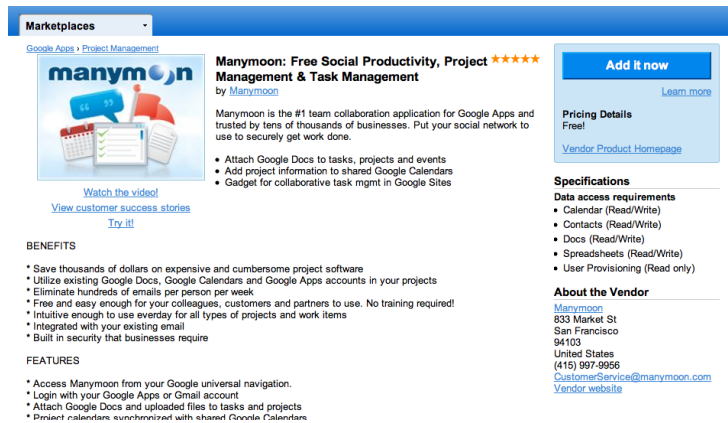 Marketplaces
Google Apps › Project Management
manymoon
Watch the video!
View customer success stories
Try it!
Manymoon: Free Social Productivity, Project
Management & Task Management
by Manymoon
Manymoon is the #1 team collaboration application for Google Apps and
trusted by tens of thousands of businesses. Put your social network to
use to securely get work done.
• Attach Google Docs to tasks, projects and events
• Add project information to shared Google Calendars
• Gadget for collaborative task mgmt in Google Sites
BENEFITS
* Save thousands of dollars on expensive and cumbersome project software
* Utilize existing Google Docs, Google Calendars and Google Apps accounts in your projects
* Eliminate hundreds of emails per person per week
* Free and easy enough for your colleagues, customers and partners to use. No training required!
* Intuitive enough to use everday for all types of projects and work items
* Integrated with your existing email
* Built in security that businesses require
FEATURES
* Access Manymoon from your Google universal navigation.
* Login with your Google Apps or Gmail account
* Attach Google Docs and uploaded files to tasks and projects
* Project calendars synchronized with shared Google Calendars
Add it now
Learn more
Pricing Details
Free!
Vendor Product Homepage
Specifications
Data access requirements
• Calendar (Read/Write)
• Contacts (Read/Write)
• Docs (Read/Write)
• Spreadsheets (Read/Write)
• User Provisioning (Read only)
About the Vendor
Manymoon
833 Market St
San Francisco
94103
United States
(415) 997-9956
CustomerService@manymoon.com
Vendor website